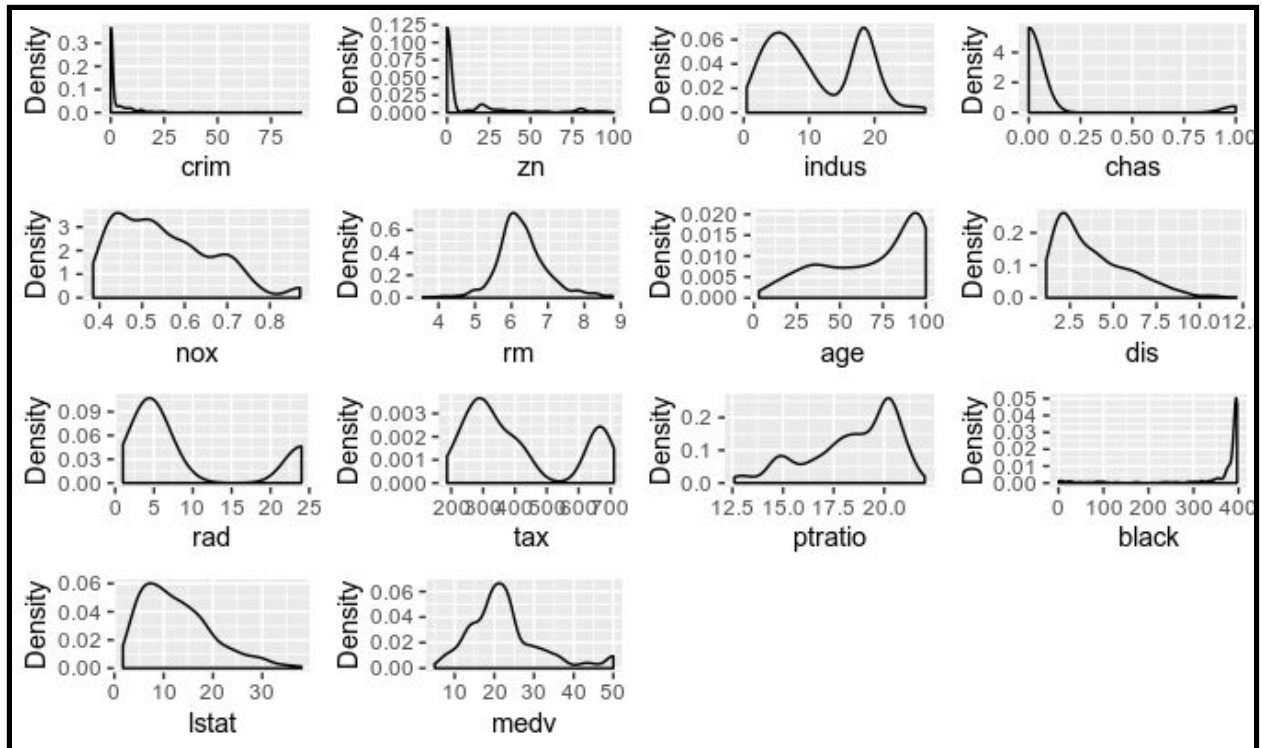 Density 0.3 0.2 0.1 0.0 0 25 50 75 crim
Density 0.125 0.100 0.075 0.050 0.025 0.000 0 25 50 75 100 zn
Density 0.06 0.04 0.02 0.00 0 10 20 indus
Density 4 2 0 0.00 0.25 0.50 0.75 1.00 chas
Density 3 2 1 0 0.4 0.5 0.6 0.7 0.8 nox
Density 0.6 0.4 0.2 0.0 4 5 6 7 8 9 rm
Density 0.020 0.015 0.010 0.005 0.000 0 25 50 75 100 age
Density 0.2 0.1 0.0 2.5 5.0 7.5 10.0 12. dis
Density 0.09 0.06 0.03 0.00 0 5 10 15 20 25 rad
Density 0.003 0.002 0.001 0.000 200 300 400 500 600 700 tax
Density 0.2 0.1 0.0 12.5 15.0 17.5 20.0 ptratio
Density 0.05 0.04 0.03 0.02 0.01 0.00 0 100 200 300 400 black
Density 0.06 0.04 0.02 0.00 0 10 20 30 lstat
Density 0.06 0.04 0.02 0.00 10 20 30 40 50 medv